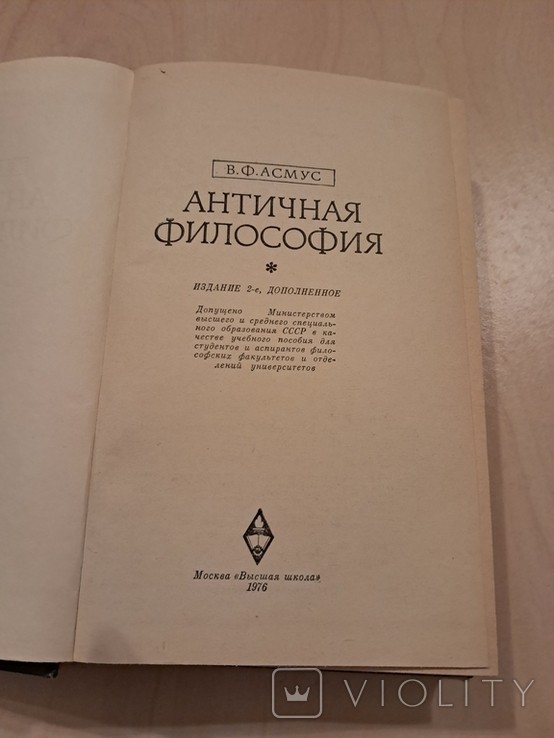 В.Ф.АСМУС
АНТИЧНАЯ
ФИЛОСОФИЯ
*
ИЗДАНИЕ 2-е, ДОПОЛНЕННОЕ
Допущено Министерством
высшего и среднего специаль-
ного образования СССР в ка-
честве учебного пособия для
студентов и аспирантов фило-
софских факультетов и отде-
лений университетов
Москва «Высшая школа»
1976
VIOLITY